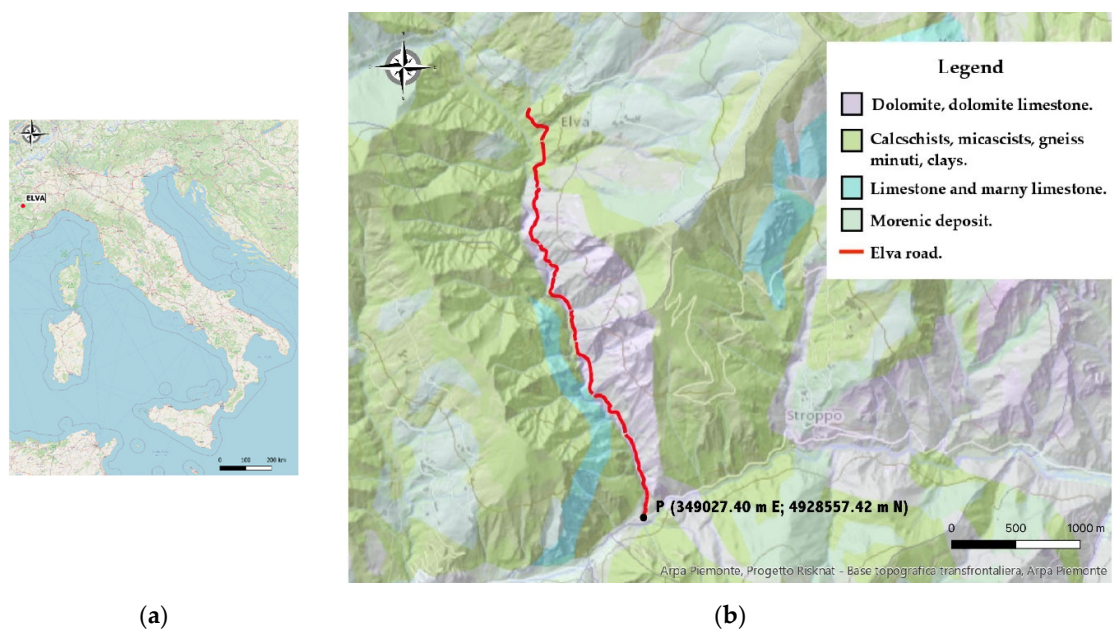 ELVA
0 100 200 km
(a)
Legend
Dolomite, dolomite limestone.
Calcschists, micascists, gneiss
minuti, clays.
Limestone and marny limestone.
Morenic deposit.
Elva road.
Elva
Stroppo
P (349027.40 m E; 4928557.42 m N)
0 500 1000 m
Arpa Piemonte, Progetto Risknat - Base topografica transfrontaliera, Arpa Piemonte
(b)